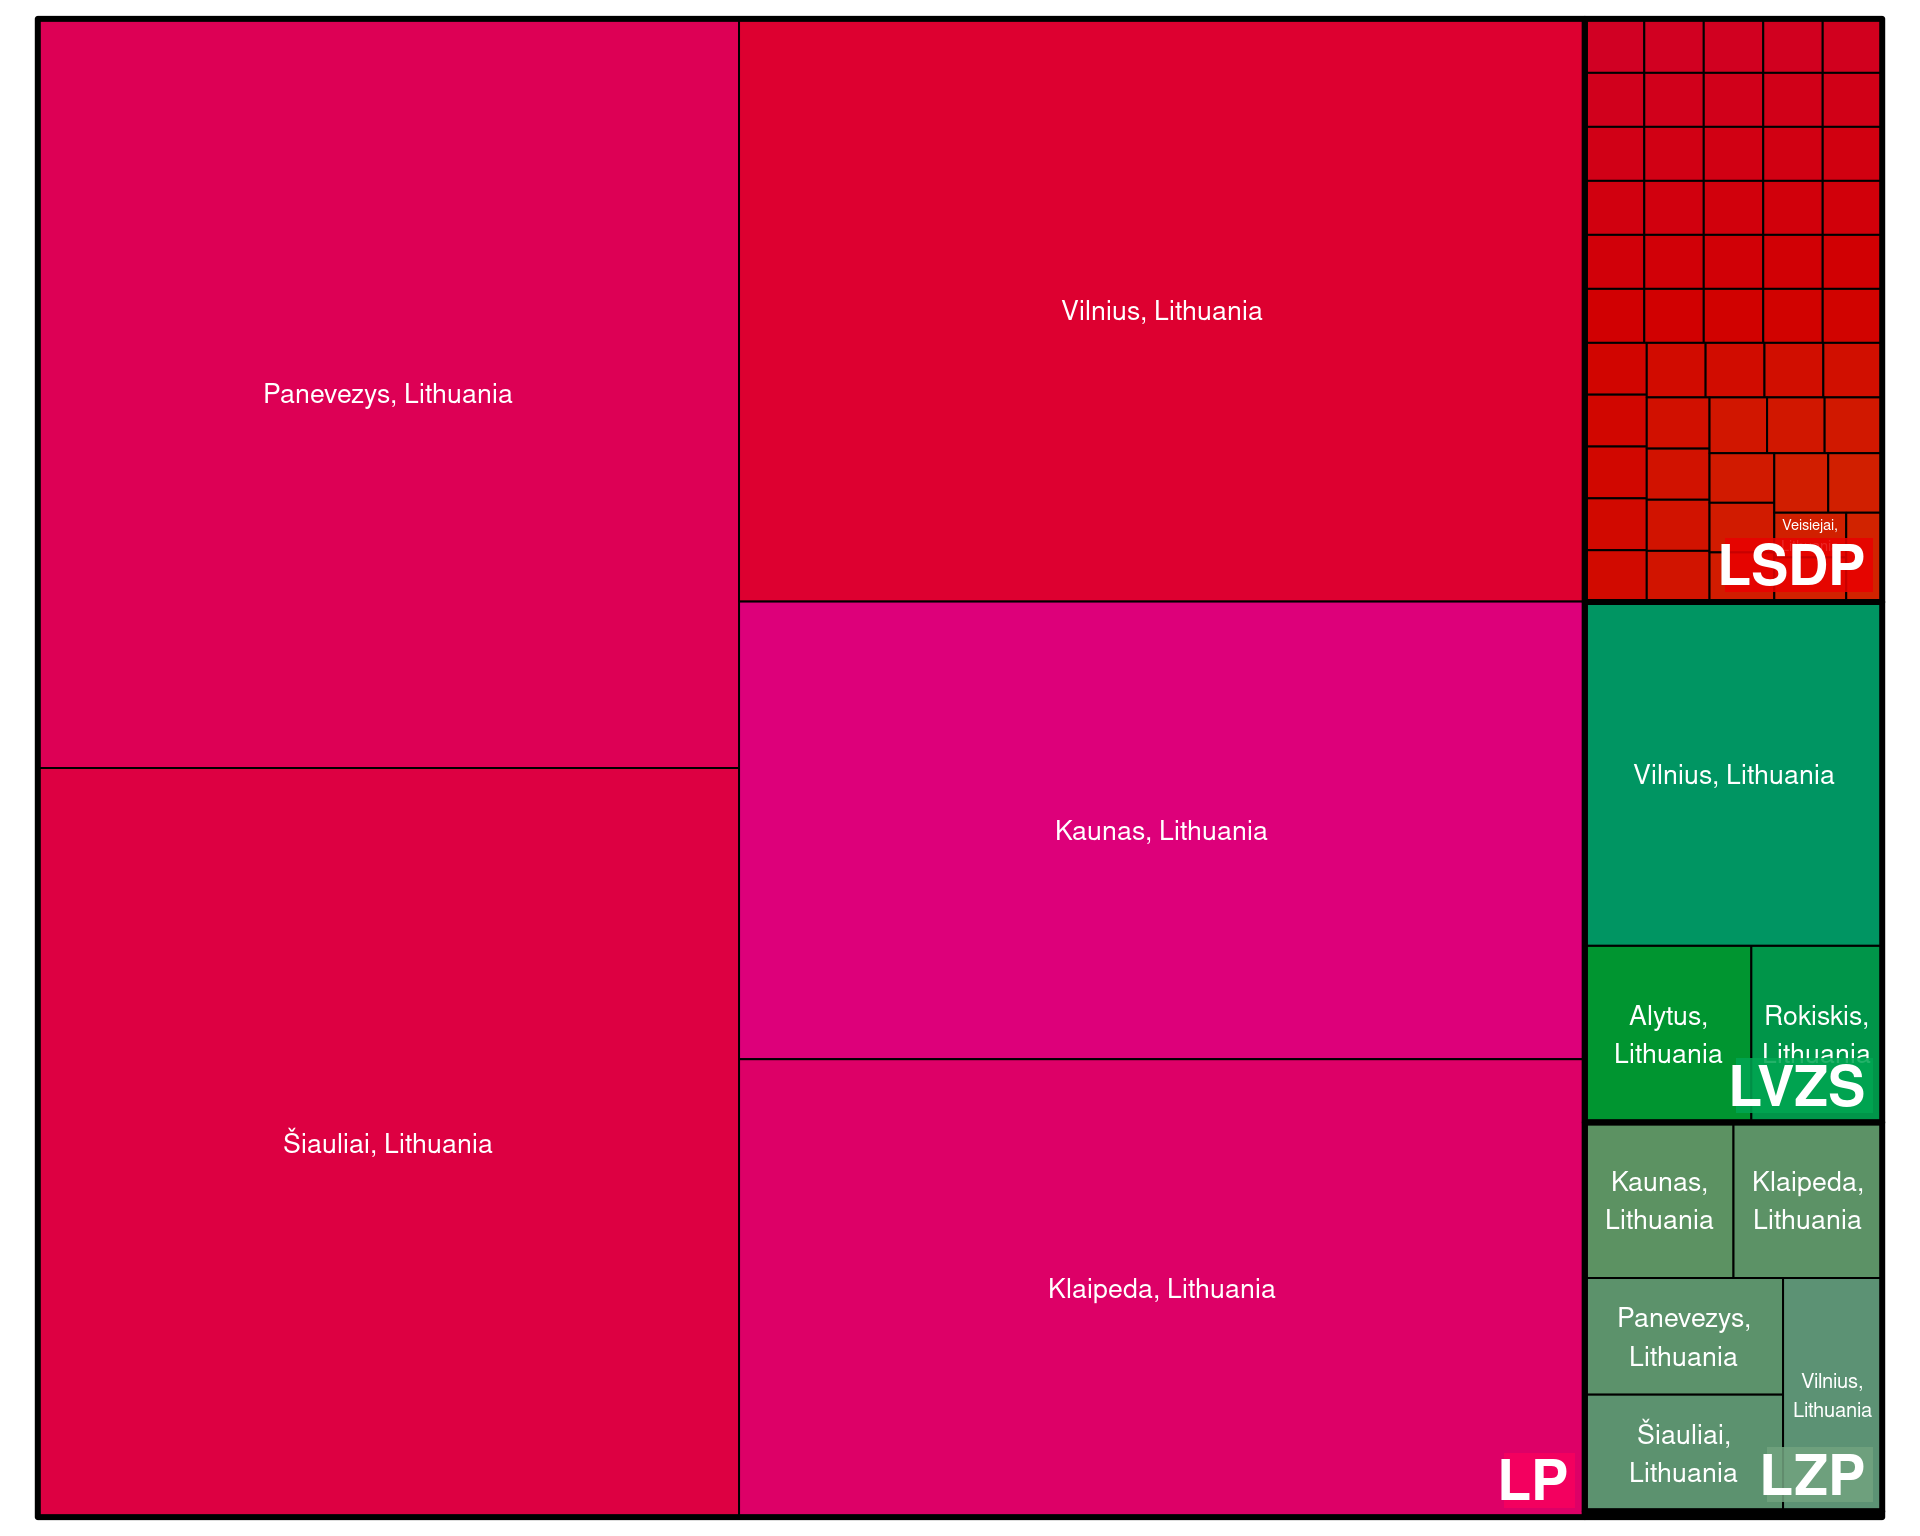 Panevezys, Lithuania
Šiauliai, Lithuania
Vilnius, Lithuania
Kaunas, Lithuania
Klaipeda, Lithuania
LP
Veisiejai,
LSDP
Vilnius, Lithuania
Alytus,
Lithuania
Rokiskis,
Lithuania
LVZS
Kaunas,
Lithuania
Klaipeda,
Lithuania
Panevezys,
Lithuania
Šiauliai,
Lithuania
Vilnius,
Lithuania
LZP